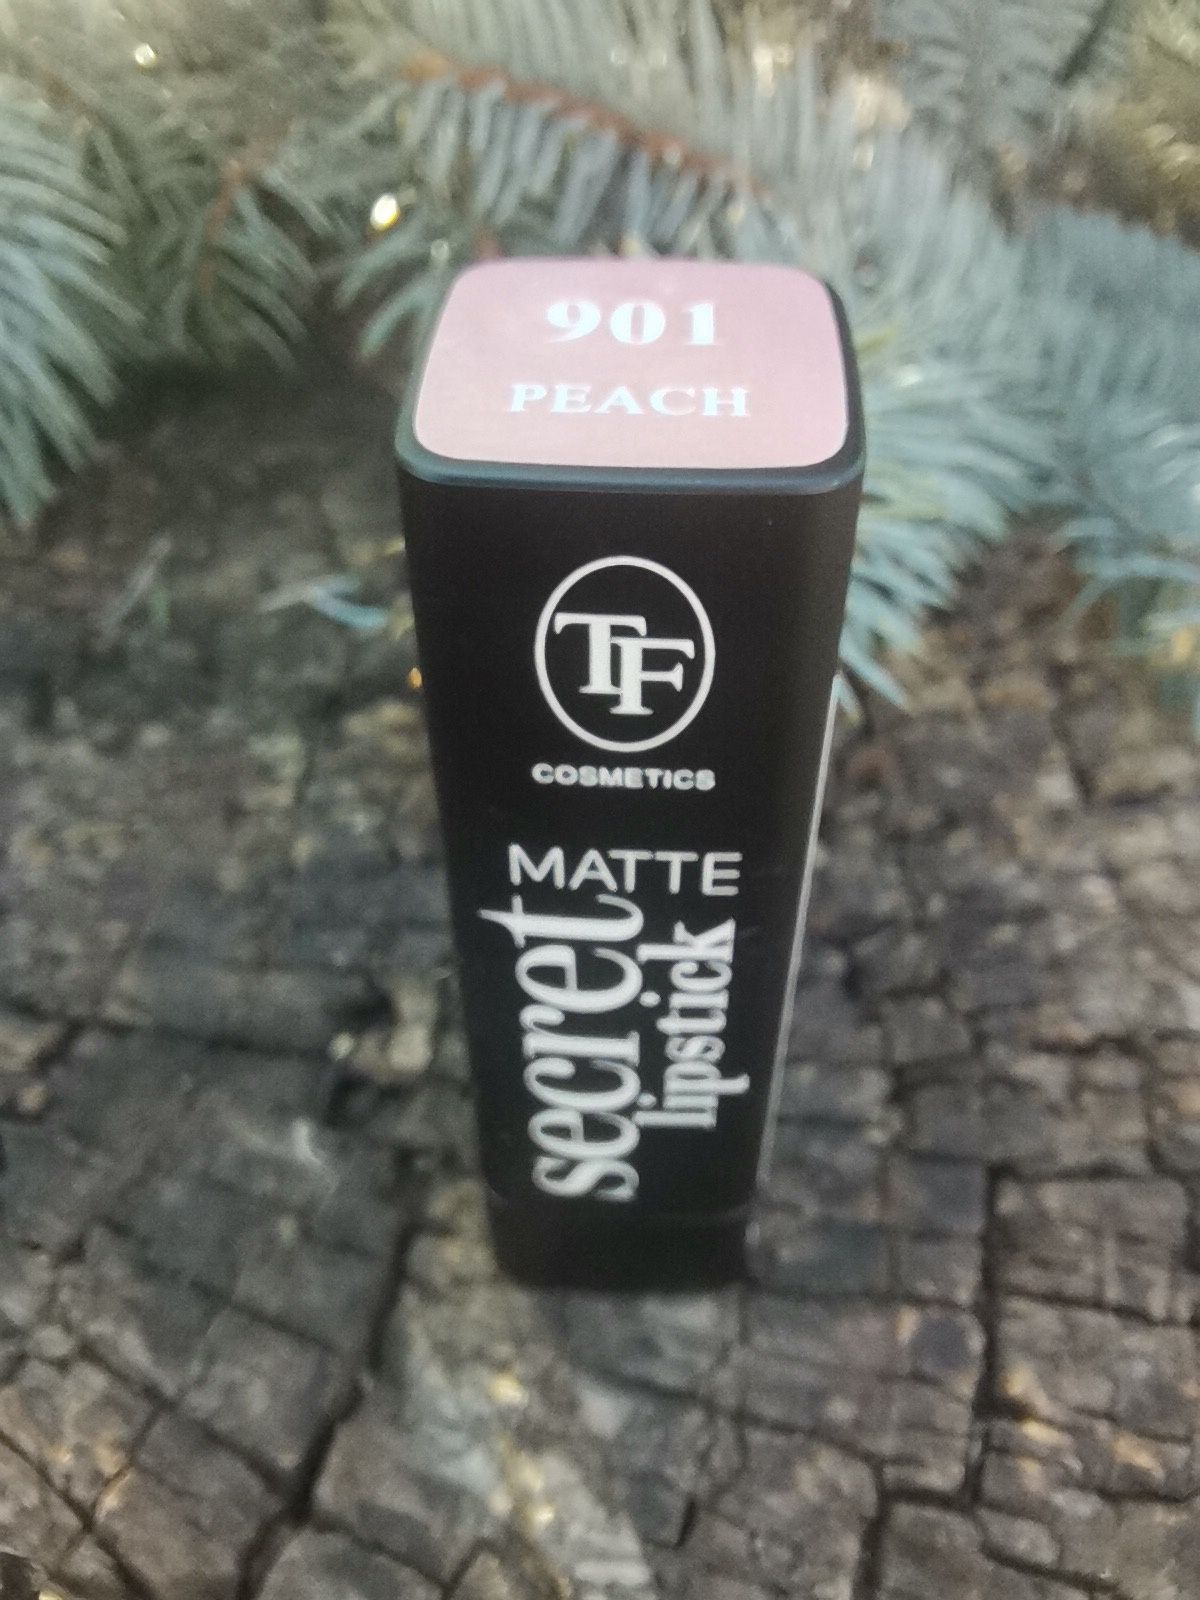 901
PEACH
TF
COSMETICS
MATTE
secret
lipstick